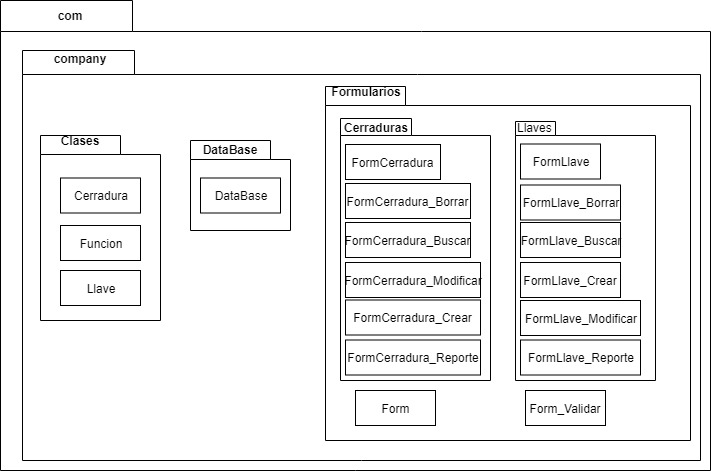 com
company
Clases
Cerradura
Funcion
Llave
DataBase
DataBase
Formularios
Cerraduras
FormCerradura
FormCerradura_Borrar
FormCerradura_Buscar
FormCerradura_Modificar
FormCerradura_Crear
FormCerradura_Reporte
Llaves
FormLlave
FormLlave_Borrar
FormLlave_Buscar
FormLlave_Crear
FormLlave_Modificar
FormLlave_Reporte
Form
Form_Validar